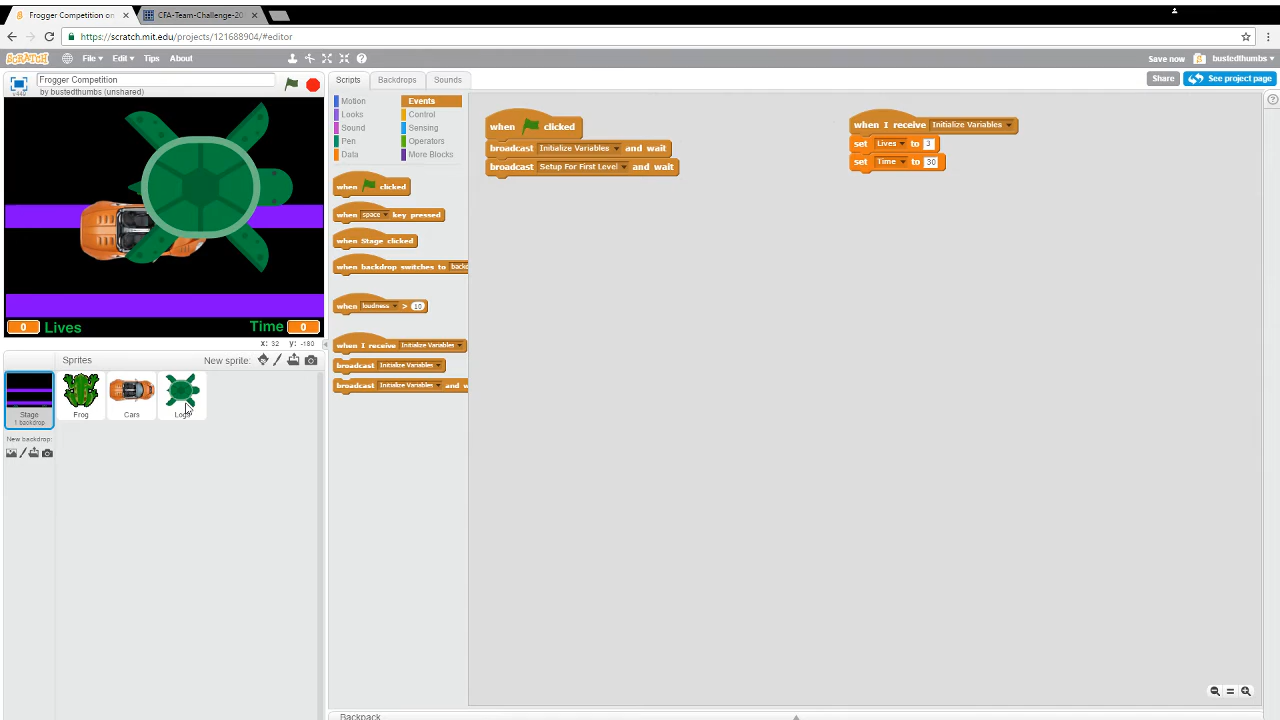 Frogger Competition on
CFA-Team-Challenge-20
https://scratch.mit.edu/projects/121688904/#editor
SCRATCH
File
Edit
Tips
About
Save now
bustedthumbs
Frogger Competition
by bustedthumbs (unshared)
Scripts
Backdrops
Sounds
Share
See project page
Motion
Events
Looks
Control
Sound
Sensing
Pen
Operators
Data
More Blocks
when clicked
when space key pressed
when Stage clicked
when backdrop switches to backd
when loudness > 10
when I receive Initialize Variables
broadcast Initialize Variables
broadcast Initialize Variables and w
when clicked
broadcast Initialize Variables and wait
broadcast Setup For First Level and wait
when I receive Initialize Variables
set Lives to 3
set Time to 30
0 Lives
Time 0
x: 32 y: -180
Sprites
New sprite:
Stage
1 backdrop
Frog
Cars
New backdrop:
Backpack